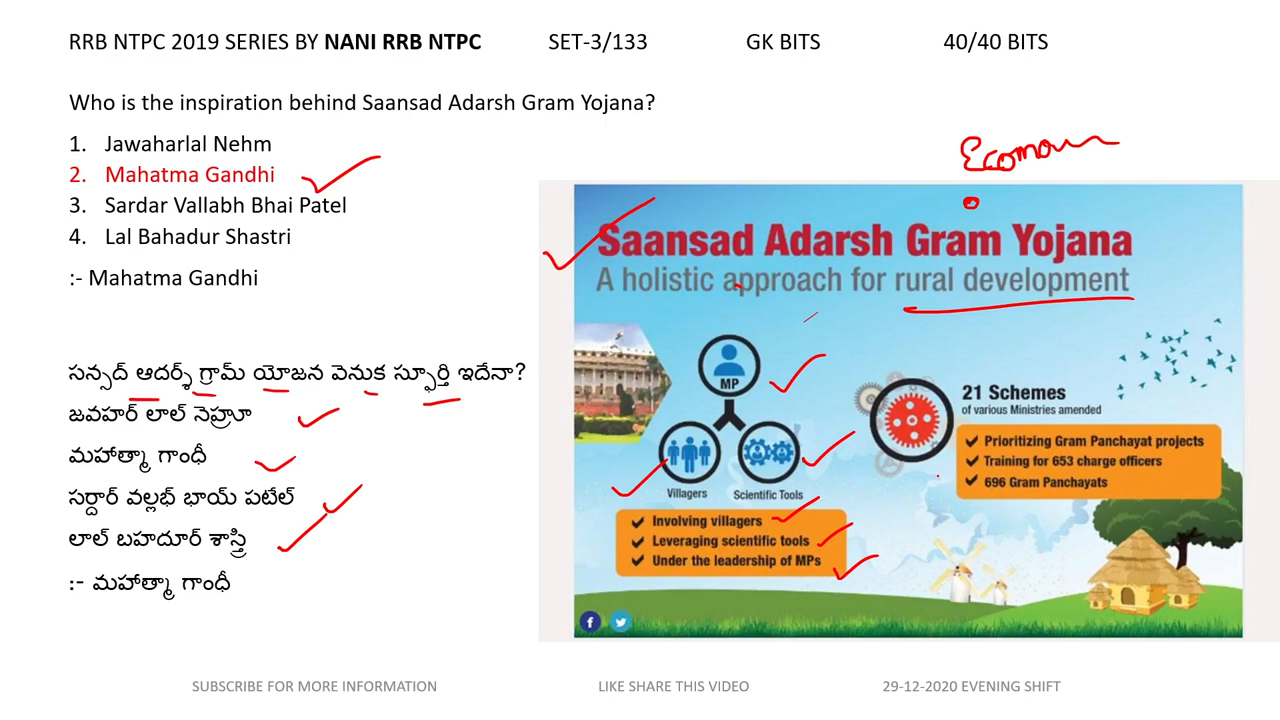 RRB NTPC 2019 SERIES BY NANI RRB NTPC SET-3/133 GK BITS 40/40 BITS
Who is the inspiration behind Saansad Adarsh Gram Yojana?
1. Jawaharlal Nehm
2. Mahatma Gandhi
3. Sardar Vallabh Bhai Patel
4. Lal Bahadur Shastri
:- Mahatma Gandhi
సన్సద్ ఆదర్శ్ గ్రామ్ యోజన వెనుక స్ఫూర్తి ఇదేనా?
జవహర్ లాల్ నెహ్రూ
మహాత్మా గాంధీ
సర్దార్ వల్లభ్ భాయ్ పటేల్
లాల్ బహదూర్ శాస్త్రి
:- మహాత్మా గాంధీ
Saansad Adarsh Gram Yojana
A holistic approach for rural development
MP
Villagers
Scientific Tools
Involving villagers
Leveraging scientific tools
Under the leadership of MPs
21 Schemes
of various Ministries amended
Prioritizing Gram Panchayat projects
Training for 653 charge officers
696 Gram Panchayats
SUBSCRIBE FOR MORE INFORMATION LIKE SHARE THIS VIDEO 29-12-2020 EVENING SHIFT